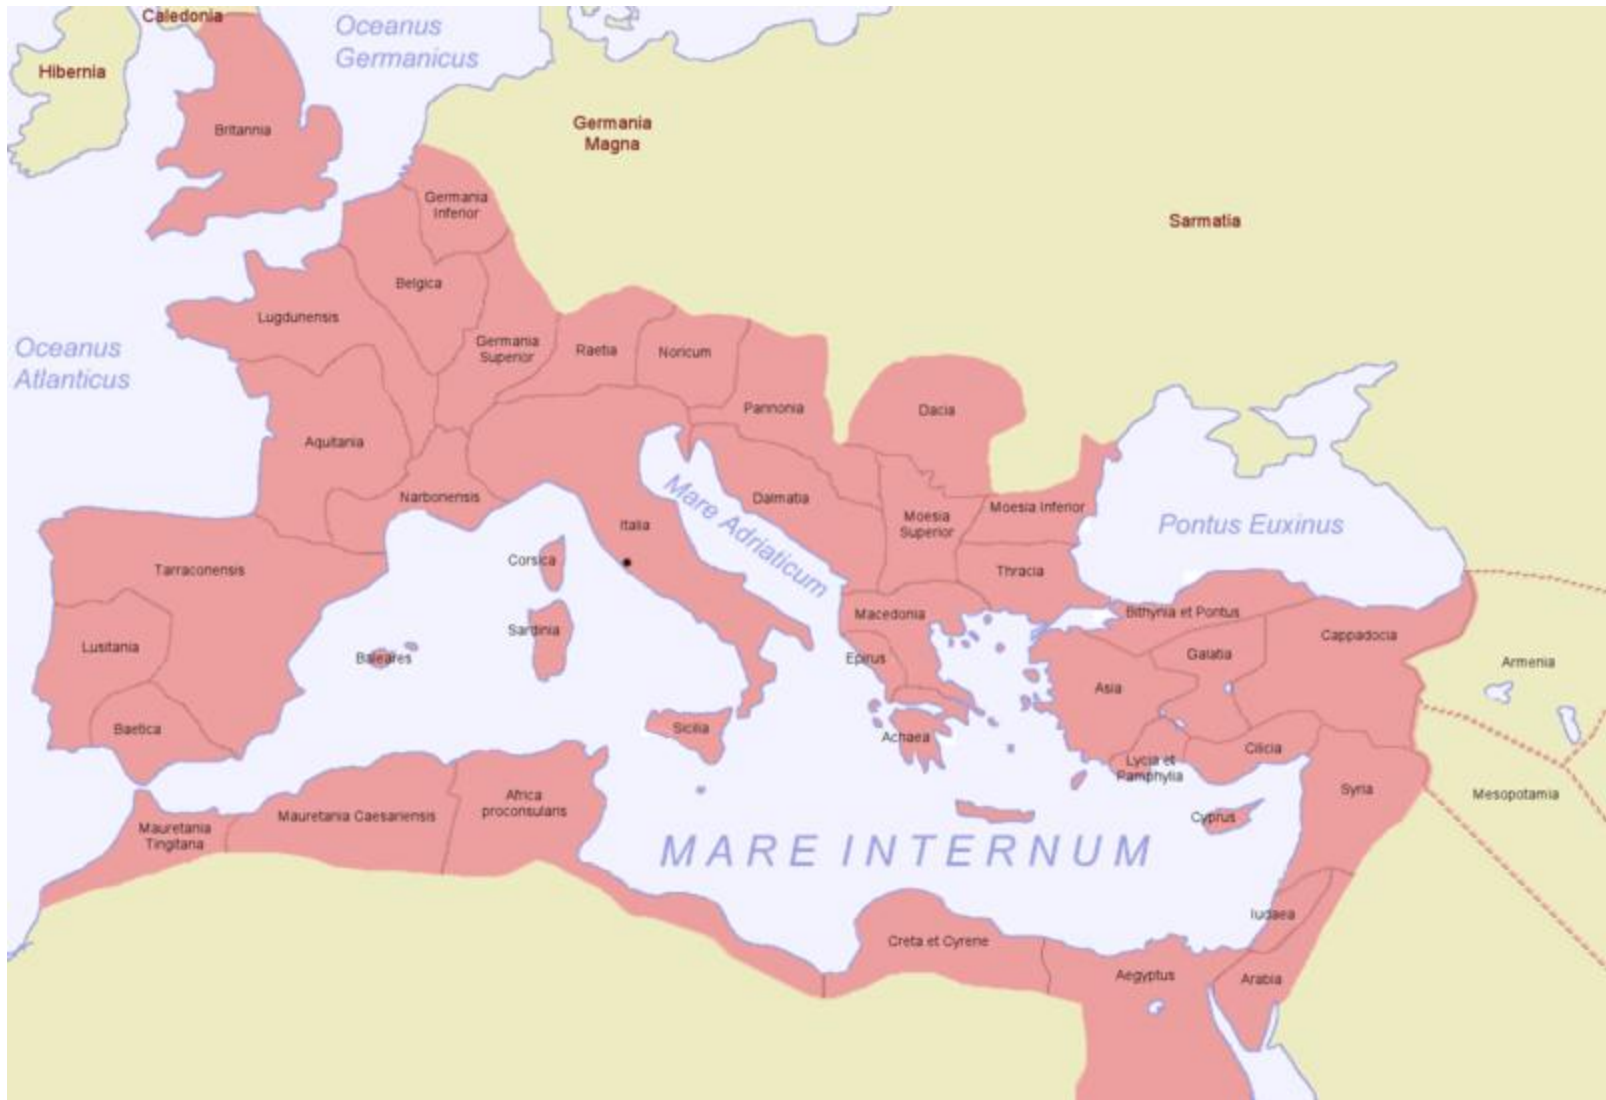 Caledonia
Oceanus
Germanicus
Hibernia
Britannia
Germania
Magna
Germania
Inferior
Sarmatia
Belgica
Lugdunensis
Oceanus
Atlanticus
Germania
Superior
Raetia
Noricum
Pannonia
Dacia
Aquitania
Narbonensis
Mare Adriaticum
Dalmatia
Moesia
Superior
Moesia Inferior
Italia
Pontus Euxinus
Tarraconensis
Corsica
Thracia
Macedonia
Bithynia et Pontus
Sardinia
Cappadocia
Lusitania
Baleares
Epirus
Galatia
Armenia
Asia
Baetica
Sicilia
Achaea
Cilicia
Lycia et
Pamphylia
Syria
Mesopotamia
Africa
proconsularis
Mauretania Caesariensis
Mauretania
Tingitana
Cyprus
MARE INTERNUM
Iudaea
Creta et Cyrene
Aegyptus
Arabia